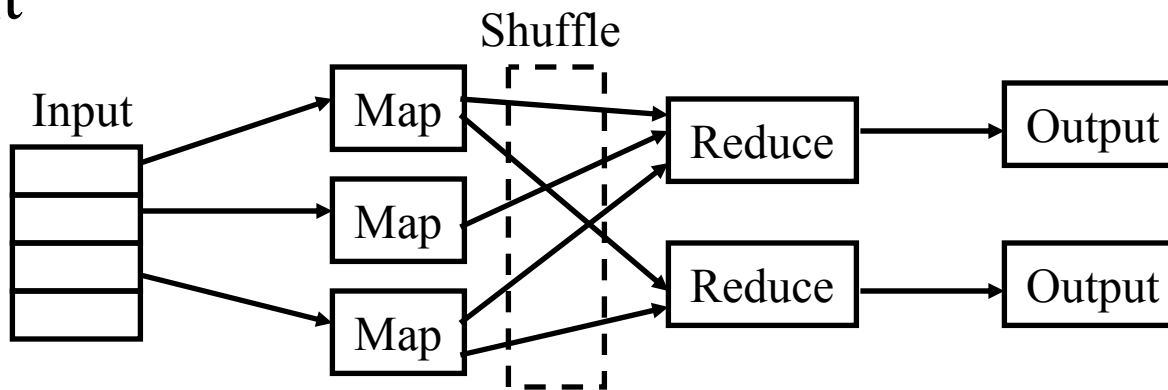 Shuffle
Input
Map
Map
Map
Reduce
Reduce
Output
Output